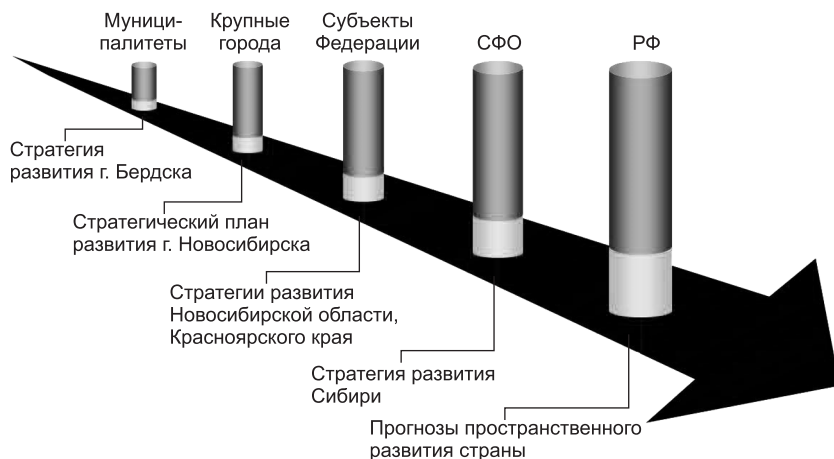 Муници-
палитеты
Крупные
города
Субъекты
Федерации
СФО
РФ
Стратегия
развития г. Бердска
Стратегический план
развития г. Новосибирска
Стратегии развития
Новосибирской области,
Красноярского края
Стратегия развития
Сибири
Прогнозы пространственного
развития страны